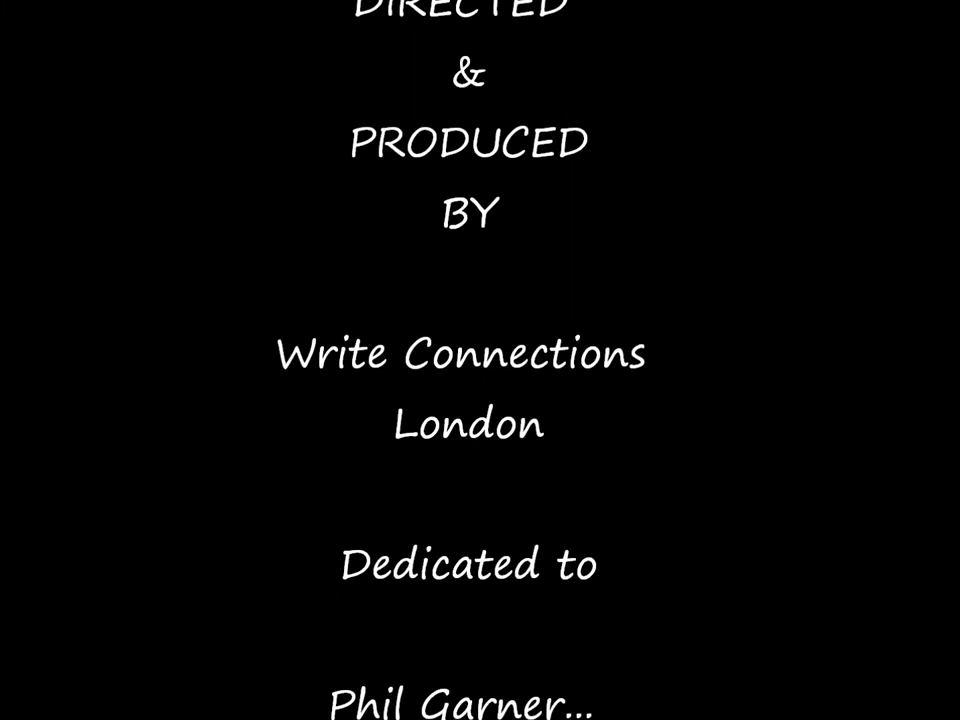 DIRECTED
&
PRODUCED
BY
Write Connections
London
Dedicated to
Phil Garner...